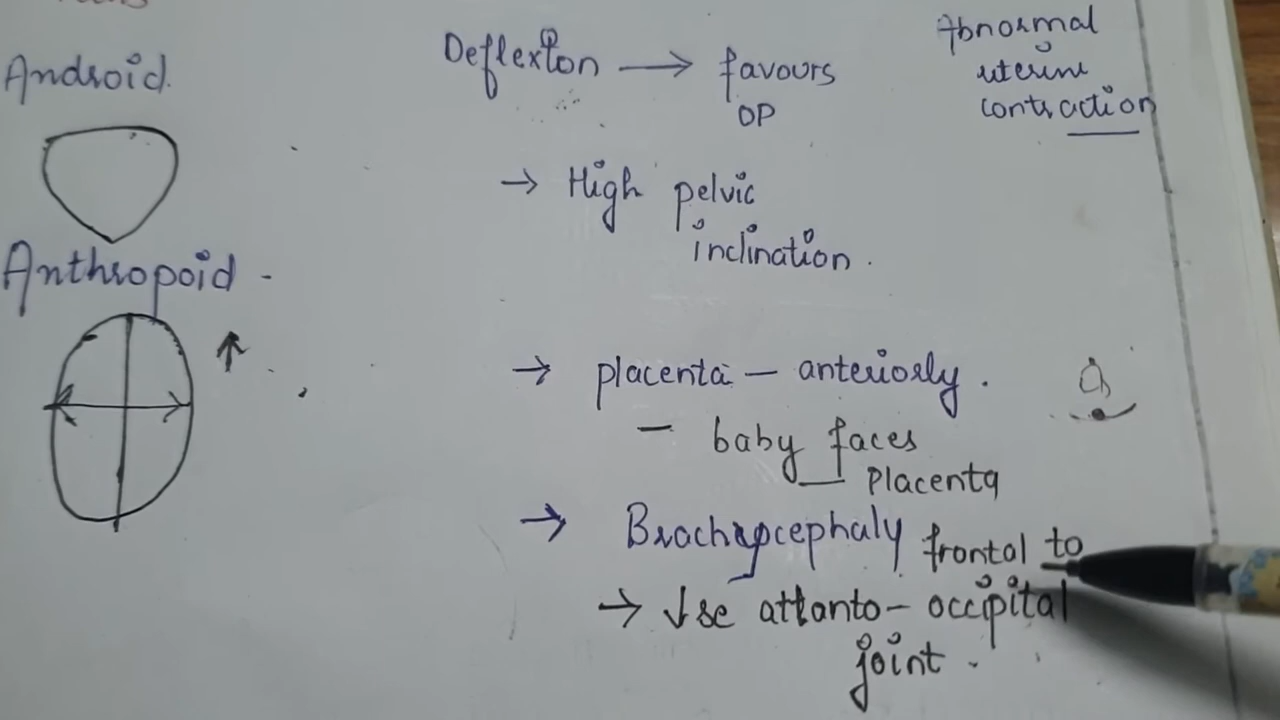 Android.
Anthropoid -
↑
Deflexion → favours
OP
→ High pelvic
inclination.
→ placenta - anteriorly.
- baby faces
placenta
→ Brachycephaly
→ ↓se atlanto-occipital
joint.
frontal to
Abnormal
uterine
contraction